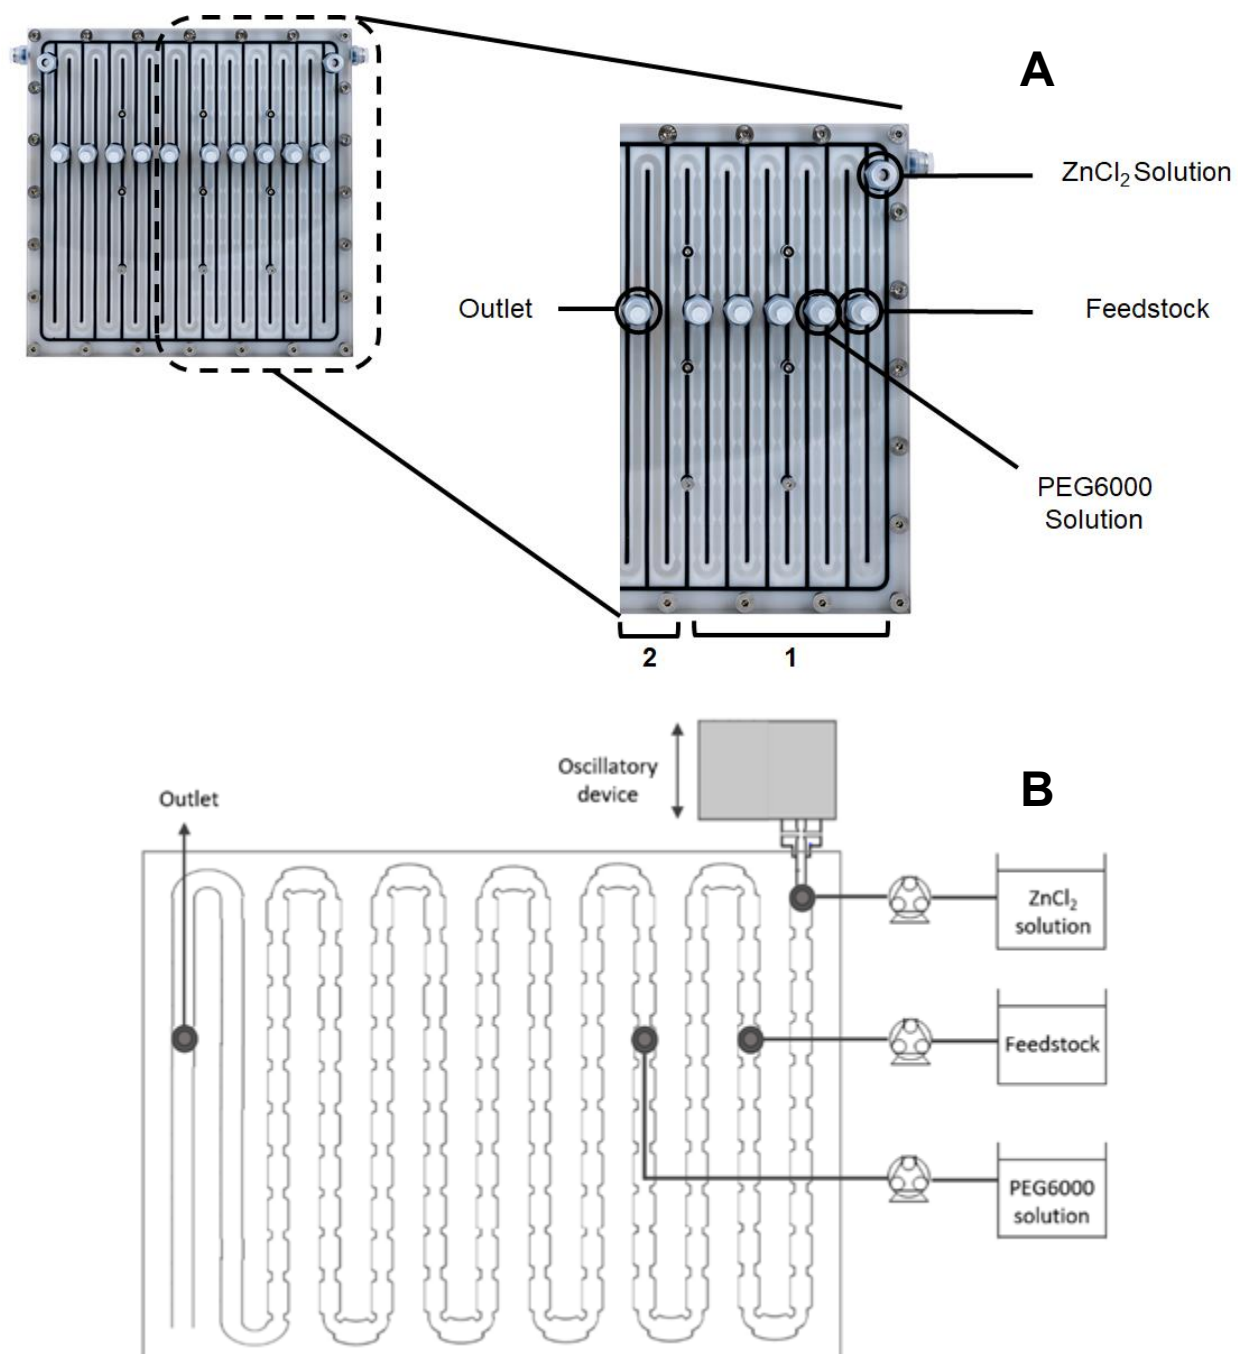 A
ZnCl₂ Solution
Outlet
Feedstock
PEG6000
Solution
2
1
Oscillatory
device
B
Outlet
ZnCl₂
solution
Feedstock
PEG6000
solution